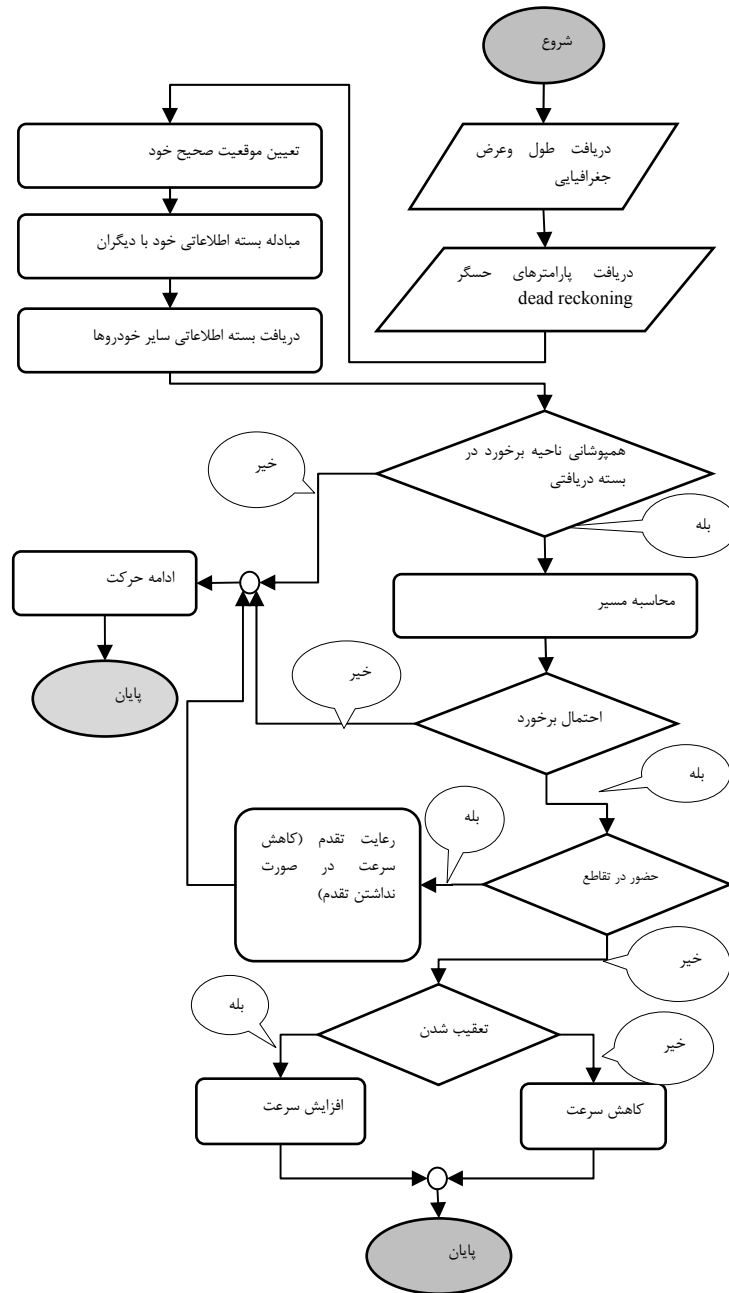 شروع
دریافت طول وعرض
جغرافیایی
دریافت پارامترهای حسگر
dead reckoning
تعیین موقعیت صحیح خود
مبادله بسته اطلاعاتی خود با دیگران
دریافت بسته اطلاعاتی سایر خودروها
همپوشانی ناحیه برخورد در
بسته دریافتی
خیر
بله
ادامه حرکت
محاسبه مسیر
پایان
خیر
احتمال برخورد
بله
رعایت تقدم (کاهش
سرعت در صورت
نداشتن تقدم)
بله
حضور در تقاطع
خیر
بله
تعقیب شدن
خیر
افزایش سرعت
کاهش سرعت
پایان